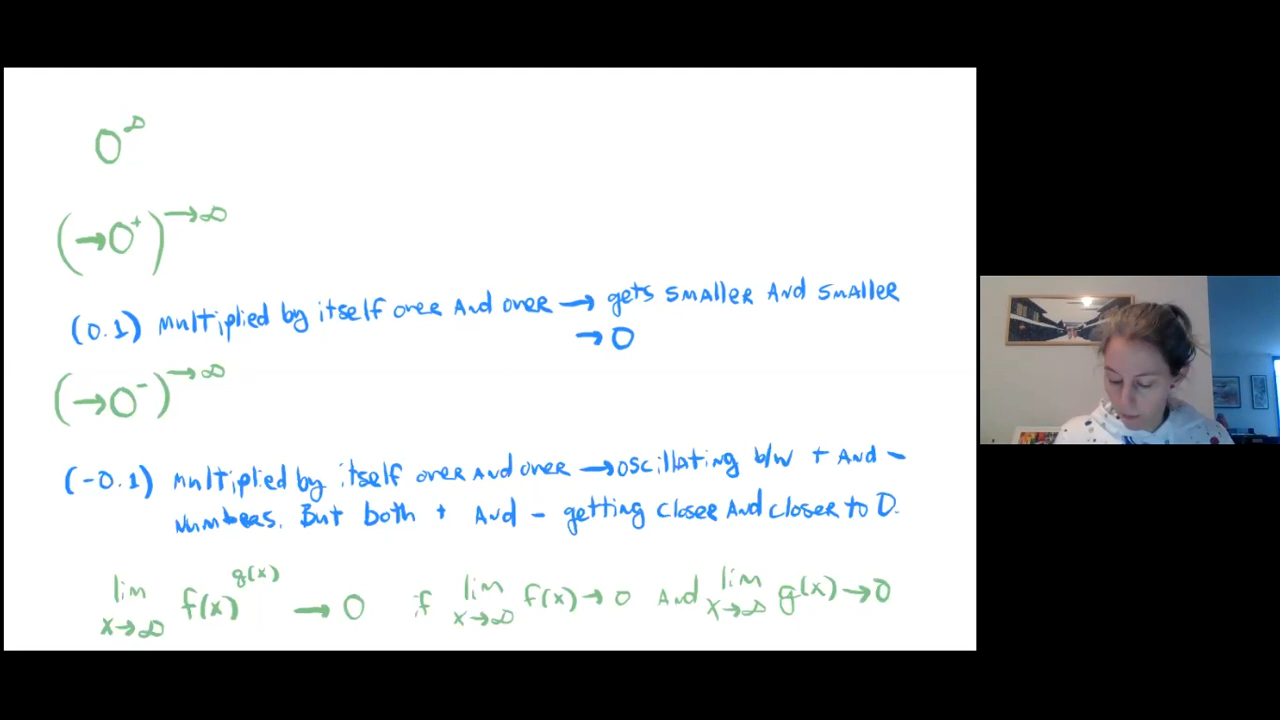 0^∞
(→0⁺)^→∞
(0.1) Multiplied by itself over And over → gets smaller And smaller
→ 0
(→0⁻)^→∞
(-0.1) Multiplied by itself over And over → oscillating b/w + And -
Numbers. But both + And - getting closer And closer to 0.
lim x→∞ f(x)^g(x) → 0 if lim x→∞ f(x) → 0 And lim x→∞ g(x) → 0